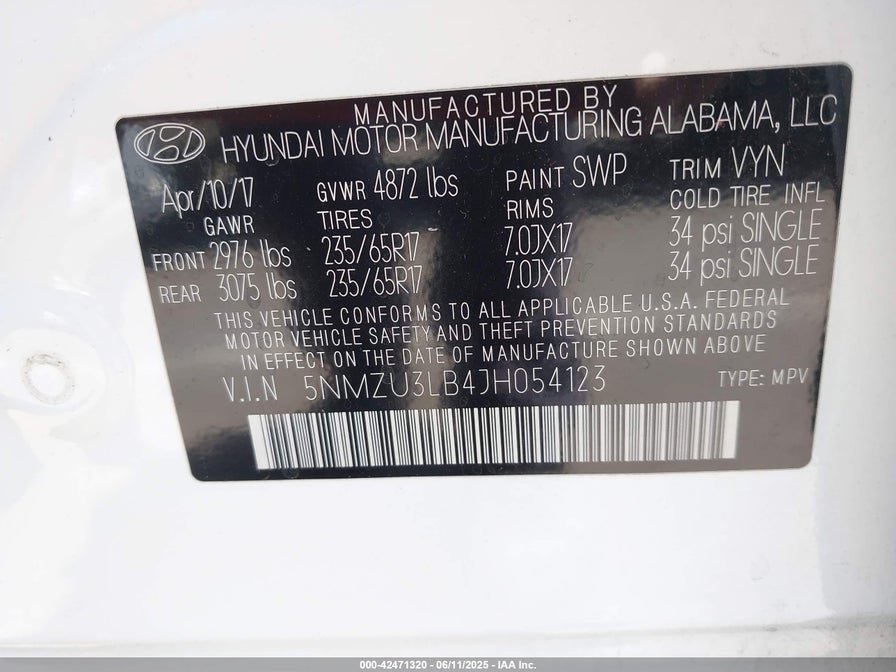 MANUFACTURED BY
HYUNDAI MOTOR MANUFACTURING ALABAMA, LLC
Apr/10/17 GVWR 4872 lbs PAINT SWP TRIM VYN
GAWR TIRES RIMS COLD TIRE INFL
FRONT 2976 lbs 235/65R17 7.0JX17 34 psi SINGLE
REAR 3075 lbs 235/65R17 7.0JX17 34 psi SINGLE
THIS VEHICLE CONFORMS TO ALL APPLICABLE U.S.A. FEDERAL
MOTOR VEHICLE SAFETY AND THEFT PREVENTION STANDARDS
IN EFFECT ON THE DATE OF MANUFACTURE SHOWN ABOVE
V.I.N 5NMZU3LB4JH054123 TYPE: MPV
000-42471320 | 06/11/2025 - IAA Inc.